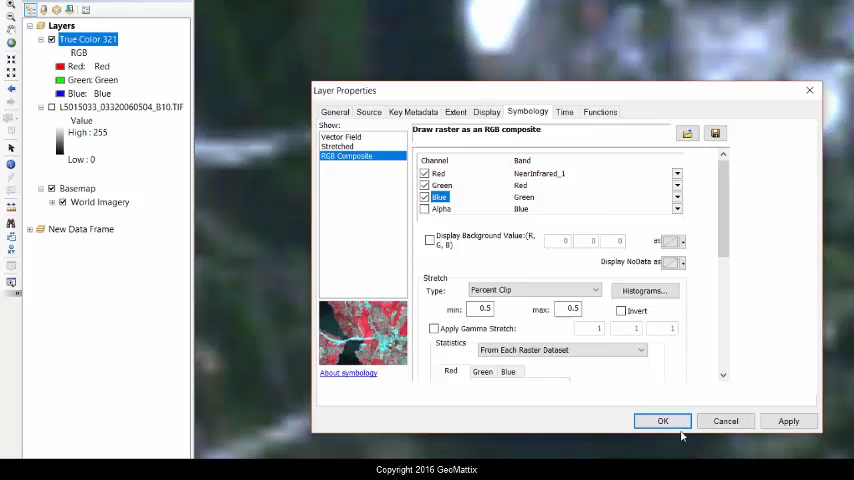 Layers
True Color 321
RGB
Red: Red
Green: Green
Blue: Blue
L5015033_03320060504_B10.TIF
Value
High : 255
Low : 0
Basemap
World Imagery
New Data Frame
Layer Properties
General Source Key Metadata Extent Display Symbology Time Functions
Show:
Vector Field
Stretched
RGB Composite
About symbology
Draw raster as an RGB composite
Channel Band
Red NearInfrared_1
Green Red
Blue Green
Alpha Blue
Display Background Value:(R, G, B) 0 0 0 as
Display NoData as
Stretch
Type: Percent Clip Histograms...
min: 0.5 max: 0.5 Invert
Apply Gamma Stretch: 1 1 1
Statistics
From Each Raster Dataset
Red Green Blue
OK Cancel Apply
Copyright 2016 GeoMattix